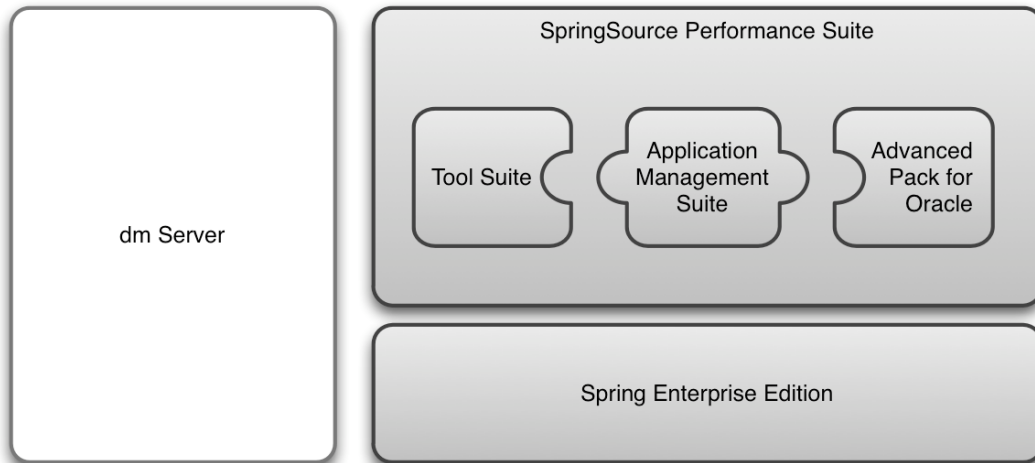 dm Server
SpringSource Performance Suite
Tool Suite
Application
Management
Suite
Advanced
Pack for
Oracle
Spring Enterprise Edition